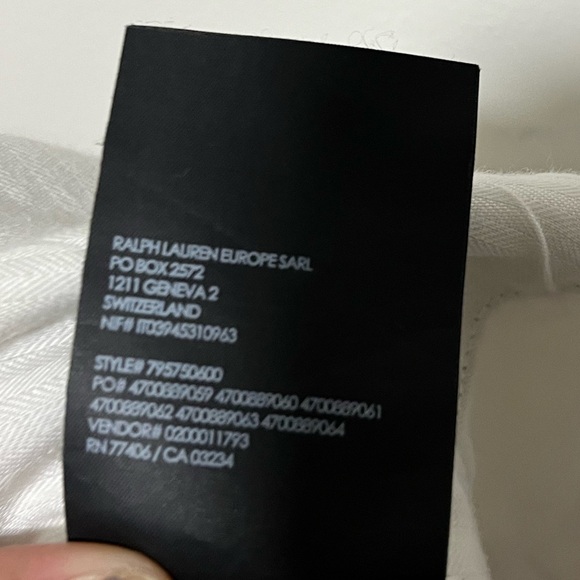 RALPH LAUREN EUROPE SARL
PO BOX 2572
1211 GENEVA 2
SWITZERLAND
NIF# IT03945310963
STYLE# 795750600
PO# 4700889059 4700889060 4700889061
4700889062 4700889063 4700889064
VENDOR# 0200011793
RN 77406 / CA 03234